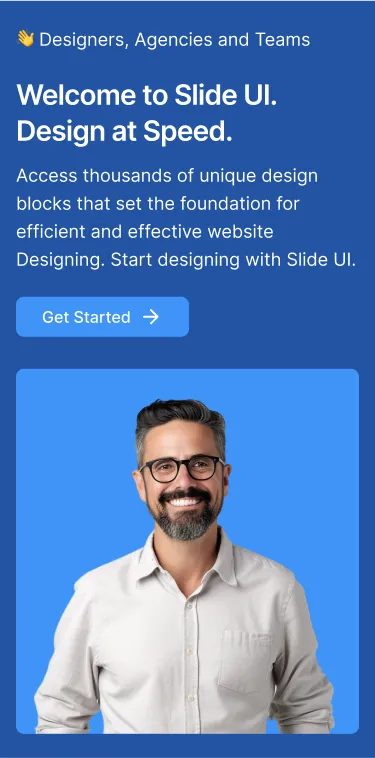 👋 Designers, Agencies and Teams
Welcome to Slide UI.
Design at Speed.
Access thousands of unique design
blocks that set the foundation for
efficient and effective website
Designing. Start designing with Slide UI.
Get Started →